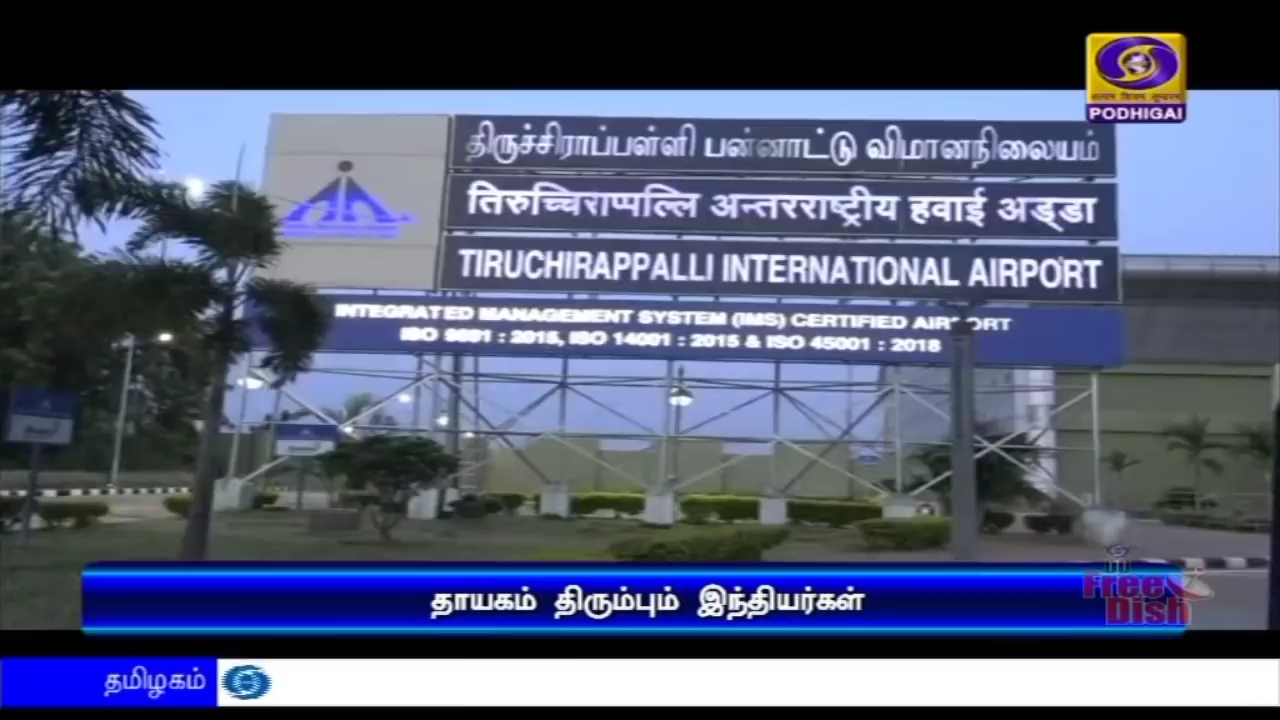 PODHIGAI
திருச்சிராப்பள்ளி பன்னாட்டு விமானநிலையம்
तिरुच्चिराप्पल्लि अन्तरराष्ट्रीय हवाई अड्डा
TIRUCHIRAPPALLI INTERNATIONAL AIRPORT
INTEGRATED MANAGEMENT SYSTEM (IMS) CERTIFIED AIRPORT
ISO 9001 : 2015, ISO 14001 : 2015 & ISO 45001 : 2018
தாயகம் திரும்பும் இந்தியர்கள்
Free Dish
தமிழகம்